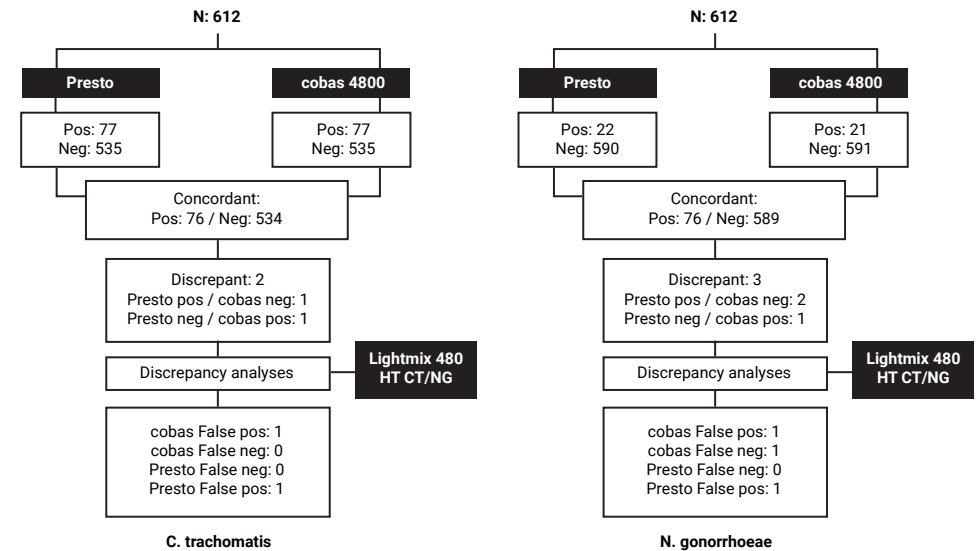 N: 612
Presto
cobas 4800
Pos: 77
Neg: 535
Pos: 77
Neg: 535
Concordant:
Pos: 76 / Neg: 534
Discrepant: 2
Presto pos / cobas neg: 1
Presto neg / cobas pos: 1
Discrepancy analyses
Lightmix 480
HT CT/NG
cobas False pos: 1
cobas False neg: 0
Presto False neg: 0
Presto False pos: 1
C. trachomatis
N: 612
Presto
cobas 4800
Pos: 22
Neg: 590
Pos: 21
Neg: 591
Concordant:
Pos: 76 / Neg: 589
Discrepant: 3
Presto pos / cobas neg: 2
Presto neg / cobas pos: 1
Discrepancy analyses
Lightmix 480
HT CT/NG
cobas False pos: 1
cobas False neg: 1
Presto False neg: 0
Presto False pos: 1
N. gonorrhoeae